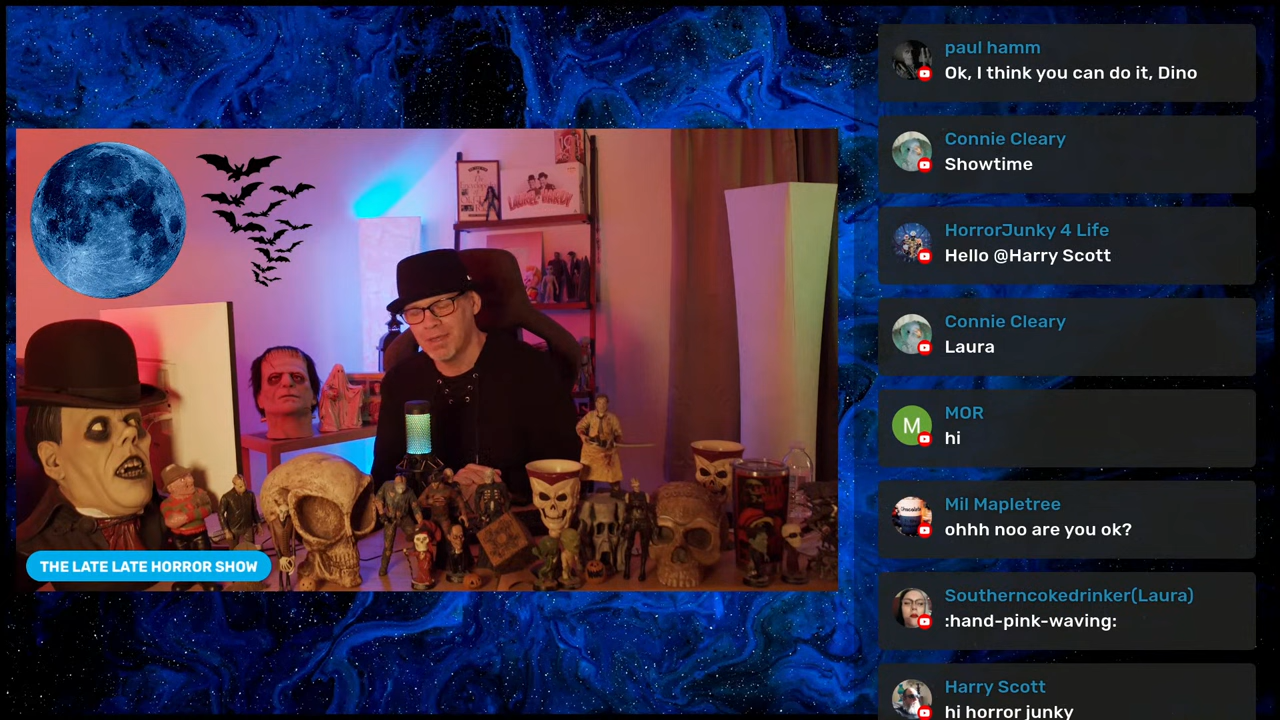 LAUREL HARDY
THE LATE LATE HORROR SHOW
paul hamm
Ok, I think you can do it, Dino
Connie Cleary
Showtime
HorrorJunky 4 Life
Hello @Harry Scott
Connie Cleary
Laura
M
MOR
hi
Mil Mapletree
ohhh noo are you ok?
Southerncokedrinker(Laura)
:hand-pink-waving:
Harry Scott
hi horror junky